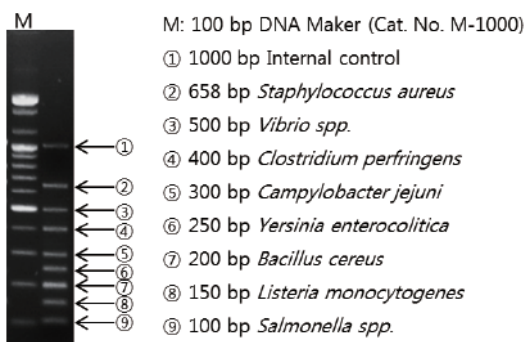 M
M: 100 bp DNA Maker (Cat. No. M-1000)
① 1000 bp Internal control
② 658 bp Staphylococcus aureus
③ 500 bp Vibrio spp.
④ 400 bp Clostridium perfringens
⑤ 300 bp Campylobacter jejuni
⑥ 250 bp Yersinia enterocolitica
⑦ 200 bp Bacillus cereus
⑧ 150 bp Listeria monocytogenes
⑨ 100 bp Salmonella spp.
①
②
③
④
⑤
⑥
⑦
⑧
⑨